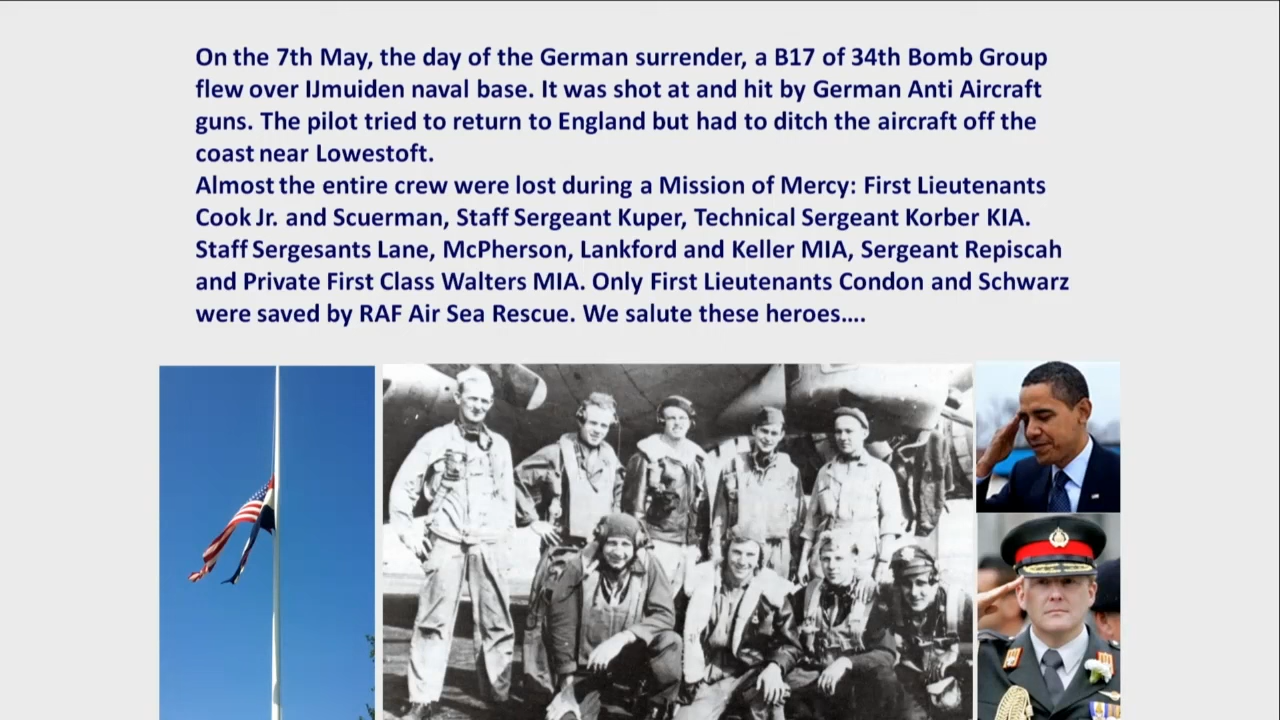 On the 7th May, the day of the German surrender, a B17 of 34th Bomb Group
flew over IJmuiden naval base. It was shot at and hit by German Anti Aircraft
guns. The pilot tried to return to England but had to ditch the aircraft off the
coast near Lowestoft.
Almost the entire crew were lost during a Mission of Mercy: First Lieutenants
Cook Jr. and Scuerman, Staff Sergeant Kuper, Technical Sergeant Korber KIA.
Staff Sergesants Lane, McPherson, Lankford and Keller MIA, Sergeant Repiscah
and Private First Class Walters MIA. Only First Lieutenants Condon and Schwarz
were saved by RAF Air Sea Rescue. We salute these heroes....